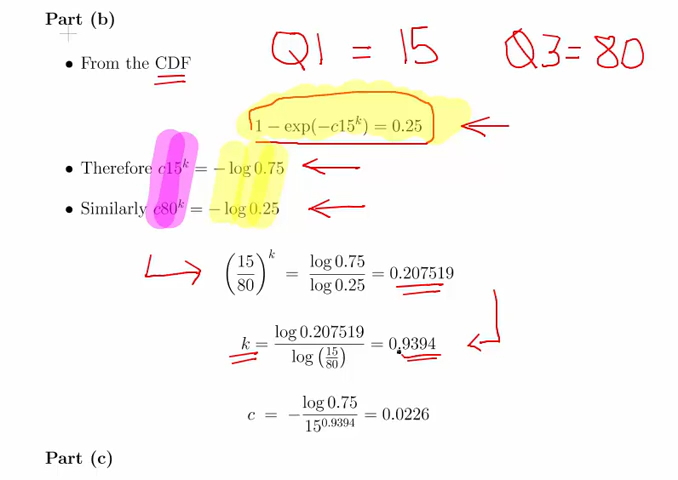 Part (b)
Q1 = 15 Q3 = 80
• From the CDF
1 − exp(−c15^k) = 0.25
• Therefore c15^k = − log 0.75
• Similarly c80^k = − log 0.25
(15/80)^k = log 0.75 / log 0.25 = 0.207519
k = log 0.207519 / log (15/80) = 0.9394
c = − log 0.75 / 15^0.9394 = 0.0226
Part (c)